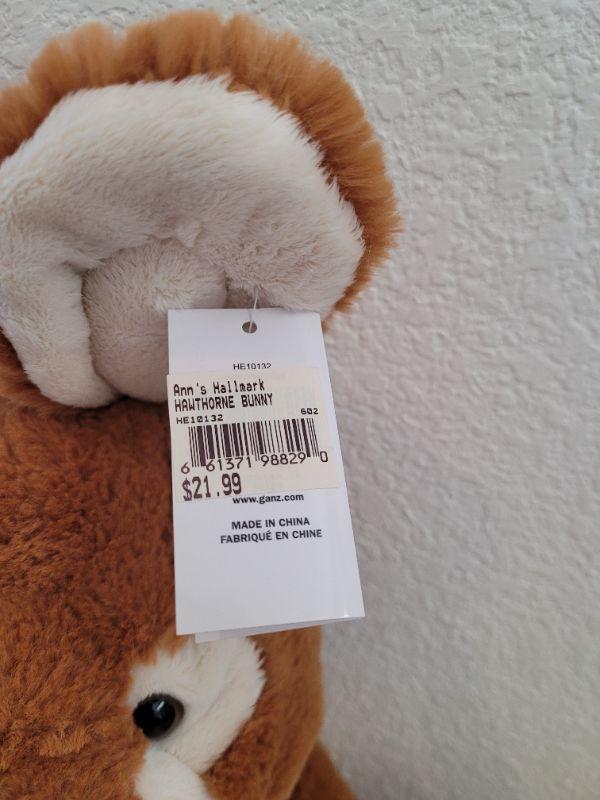 HE10132
Ann's Hallmark
HAWTHORNE BUNNY
HE10132 602
6 61371 98829 0
$21.99
www.ganz.com
MADE IN CHINA
FABRIQUÉ EN CHINE